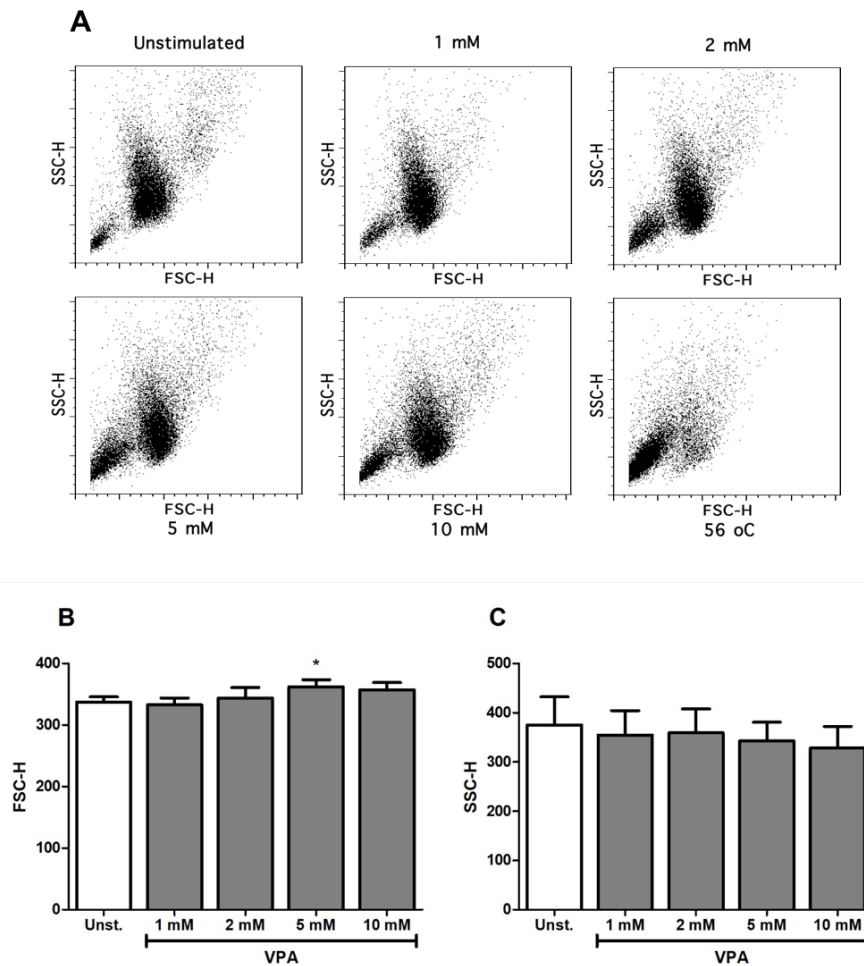 A
Unstimulated
1 mM
2 mM
SSC-H
SSC-H
SSC-H
FSC-H
FSC-H
FSC-H
SSC-H
SSC-H
SSC-H
FSC-H
FSC-H
FSC-H
5 mM
10 mM
56 oC
B
*
400
300
200
100
0
FSC-H
Unst.
1 mM
2 mM
5 mM
10 mM
VPA
C
500
400
300
200
100
0
SSC-H
Unst.
1 mM
2 mM
5 mM
10 mM
VPA